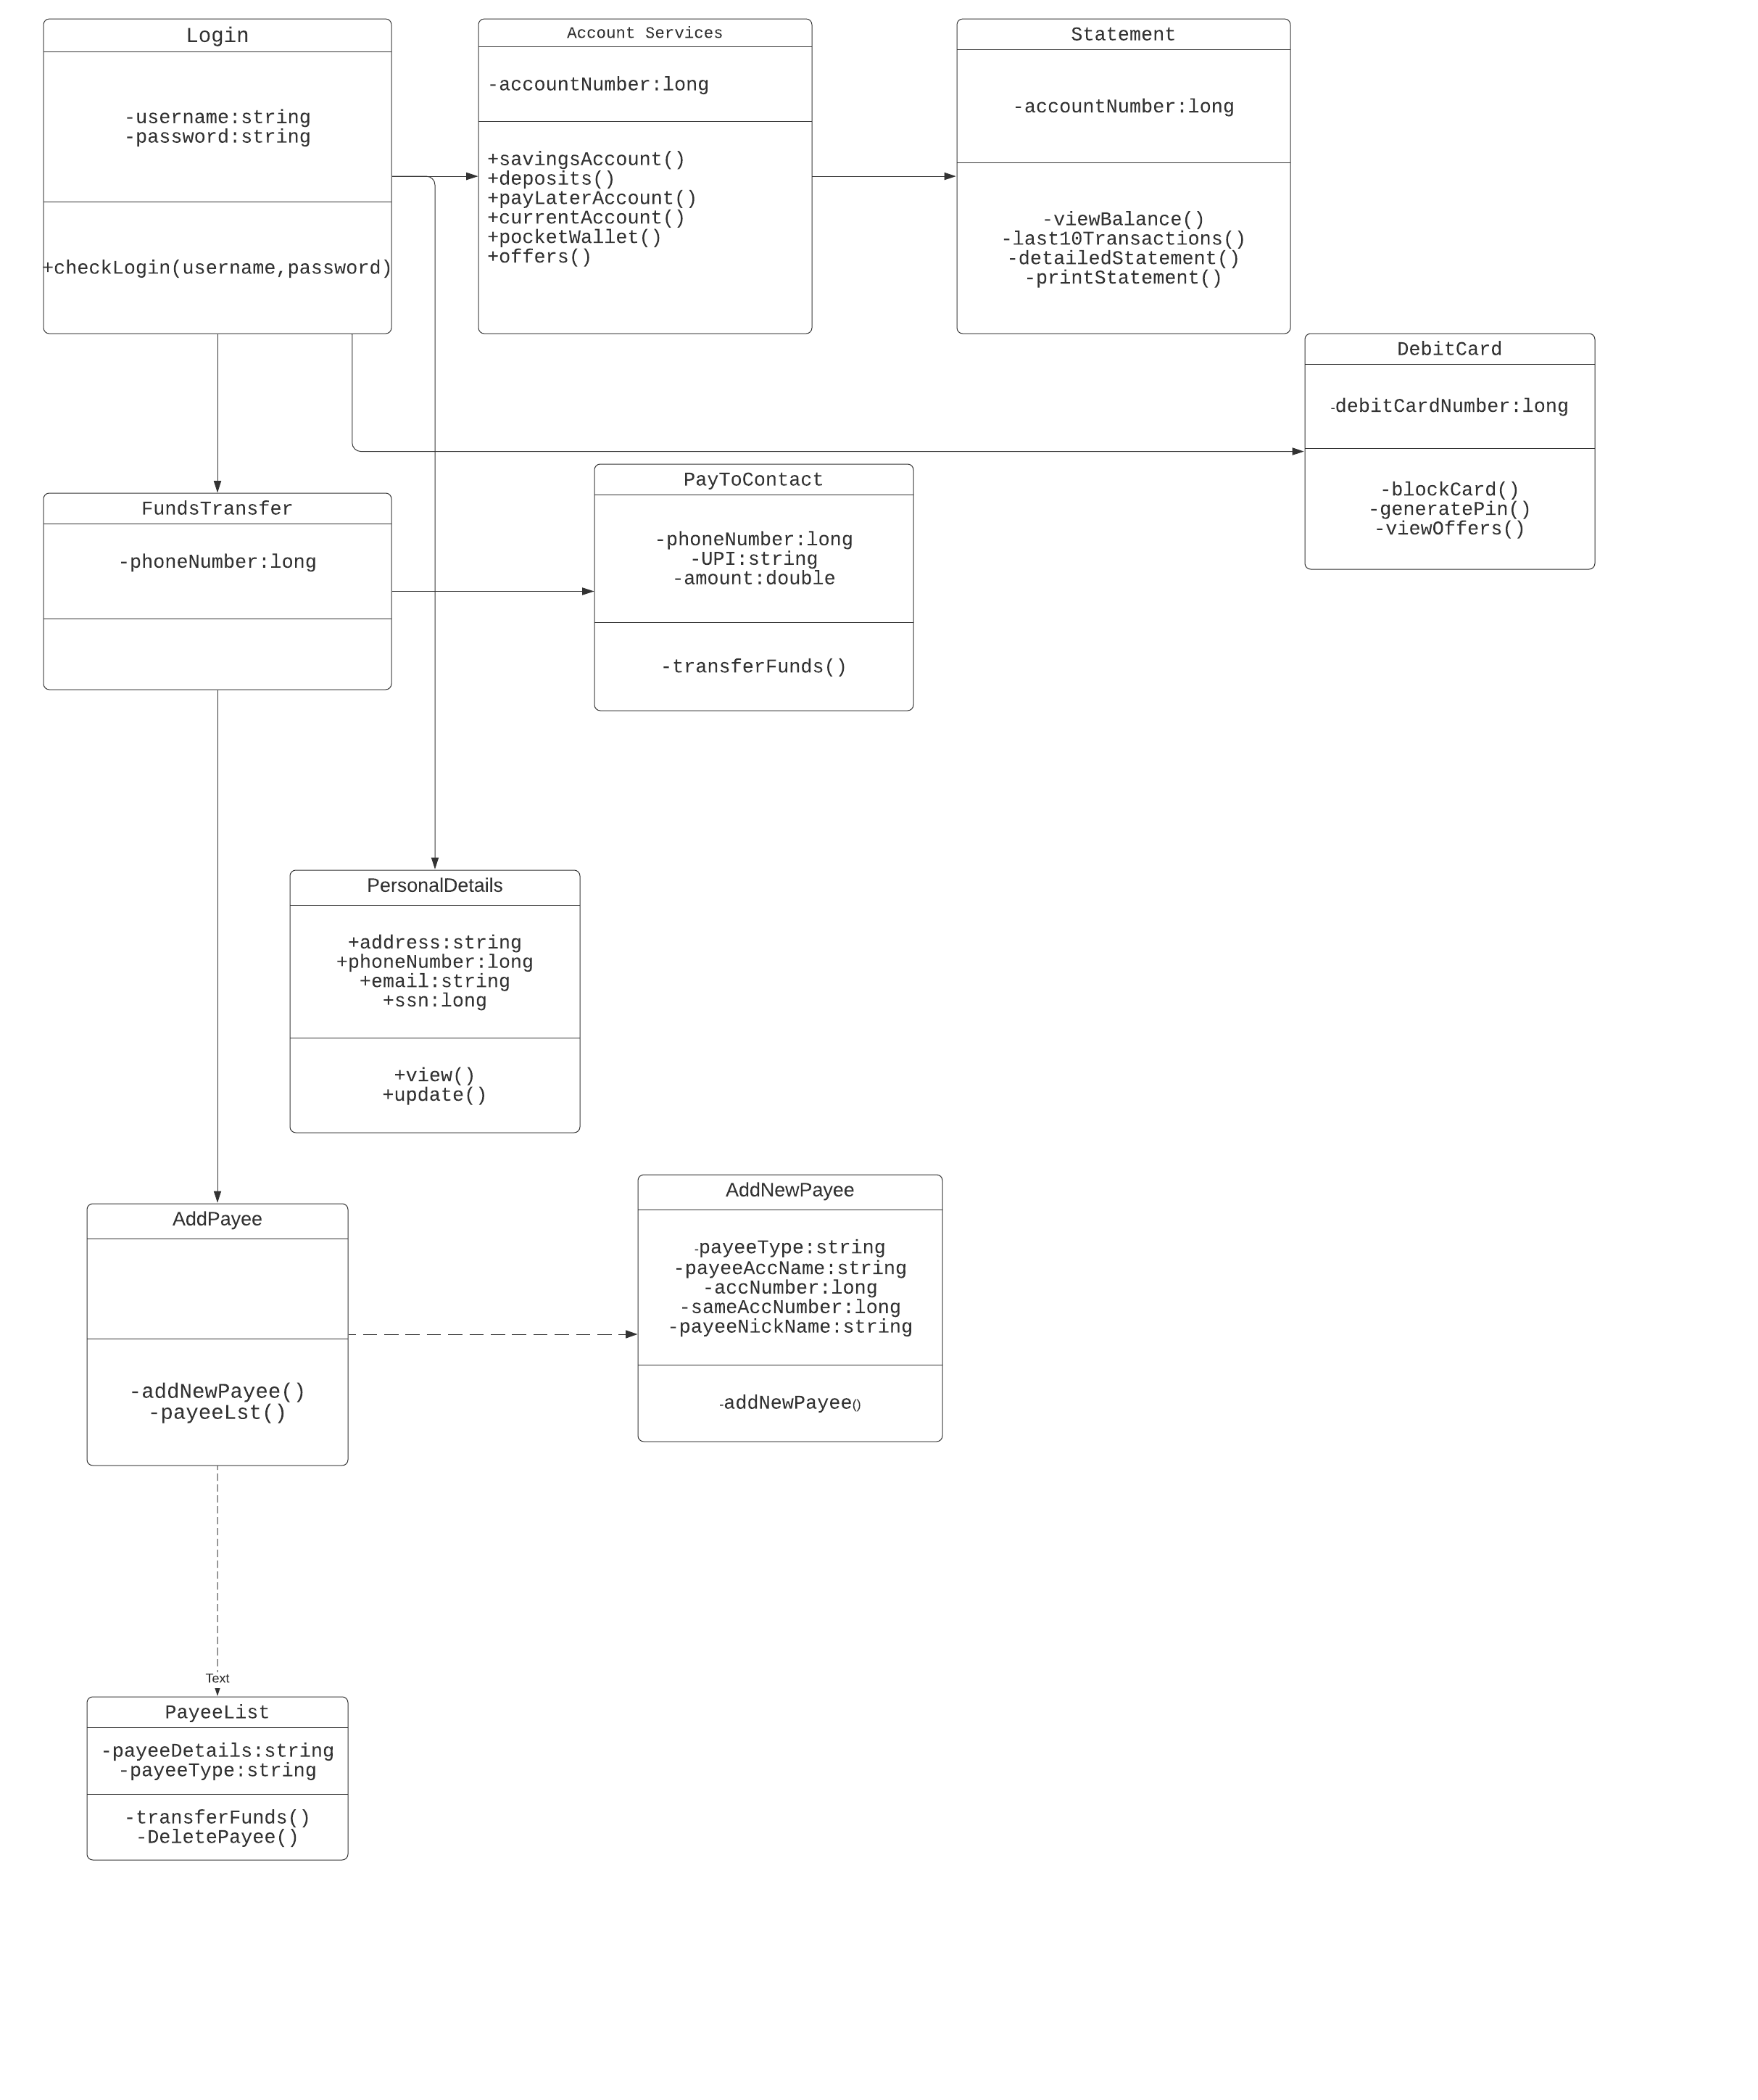 Login
-username:string
-password:string
+checkLogin(username,password)
Account Services
-accountNumber:long
+savingsAccount()
+deposits()
+payLaterAccount()
+currentAccount()
+pocketWallet()
+offers()
Statement
-accountNumber:long
-viewBalance()
-last10Transactions()
-detailedStatement()
-printStatement()
DebitCard
-debitCardNumber:long
-blockCard()
-generatePin()
-viewOffers()
FundsTransfer
-phoneNumber:long
PayToContact
-phoneNumber:long
-UPI:string
-amount:double
-transferFunds()
PersonalDetails
+address:string
+phoneNumber:long
+email:string
+ssn:long
+view()
+update()
AddPayee
-addNewPayee()
-payeeLst()
AddNewPayee
-payeeType:string
-payeeAccName:string
-accNumber:long
-sameAccNumber:long
-payeeNickName:string
-addNewPayee()
Text
PayeeList
-payeeDetails:string
-payeeType:string
-transferFunds()
-DeletePayee()